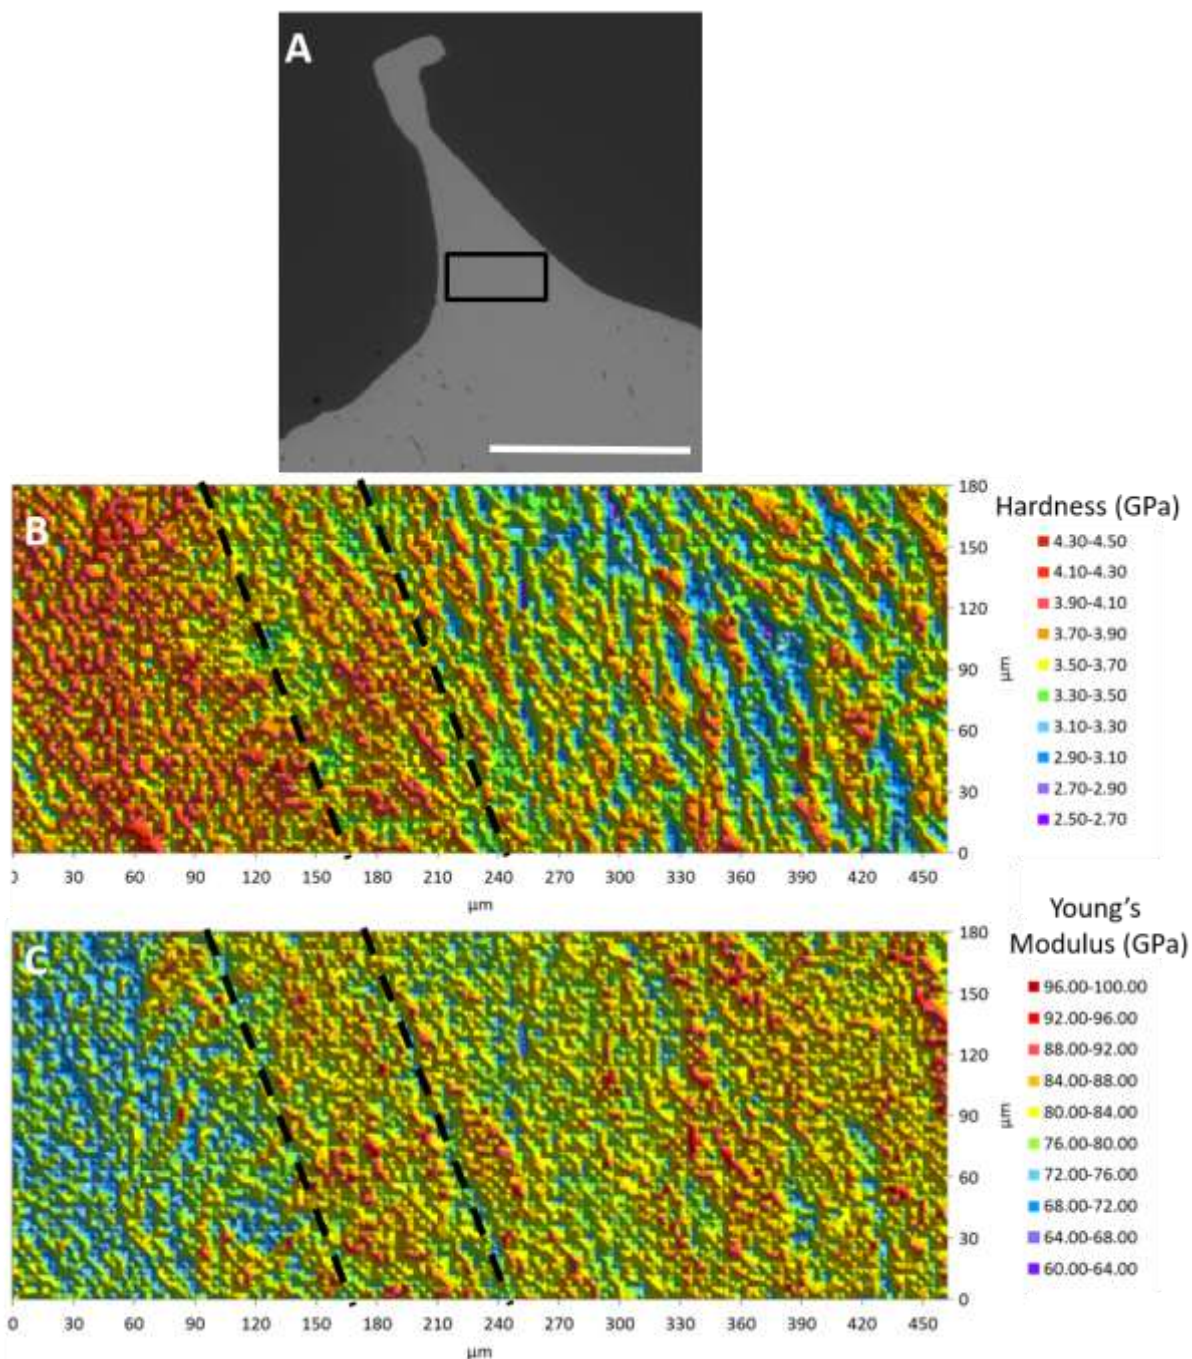 A
B
180
150
120
90
60
30
0
µm
0 30 60 90 120 150 180 210 240 270 300 330 360 390 420 450
µm
Hardness (GPa)
4.30-4.50
4.10-4.30
3.90-4.10
3.70-3.90
3.50-3.70
3.30-3.50
3.10-3.30
2.90-3.10
2.70-2.90
2.50-2.70
C
180
150
120
90
60
30
0
µm
0 30 60 90 120 150 180 210 240 270 300 330 360 390 420 450
µm
Young's
Modulus (GPa)
96.00-100.00
92.00-96.00
88.00-92.00
84.00-88.00
80.00-84.00
76.00-80.00
72.00-76.00
68.00-72.00
64.00-68.00
60.00-64.00